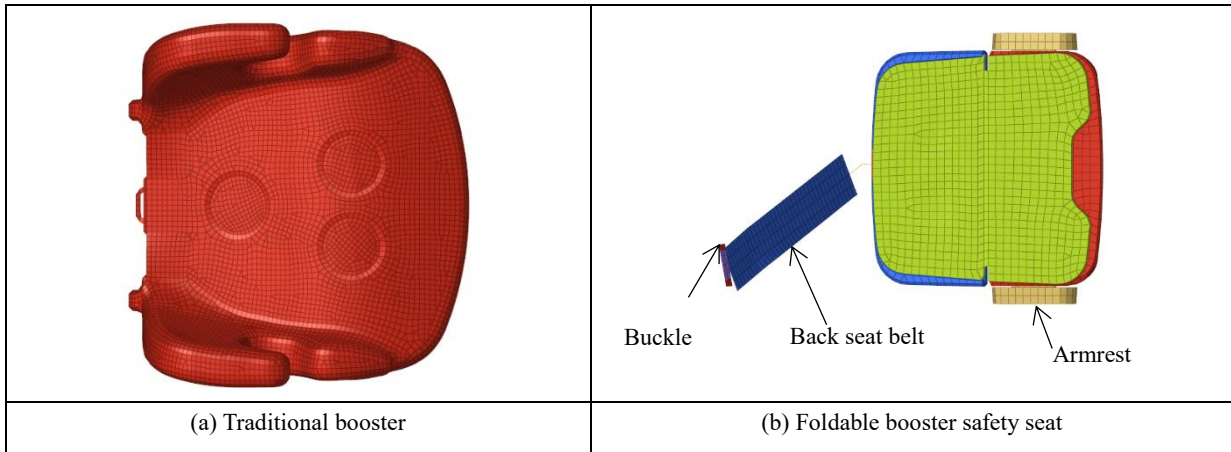 Buckle
Back seat belt
Armrest
(a) Traditional booster
(b) Foldable booster safety seat